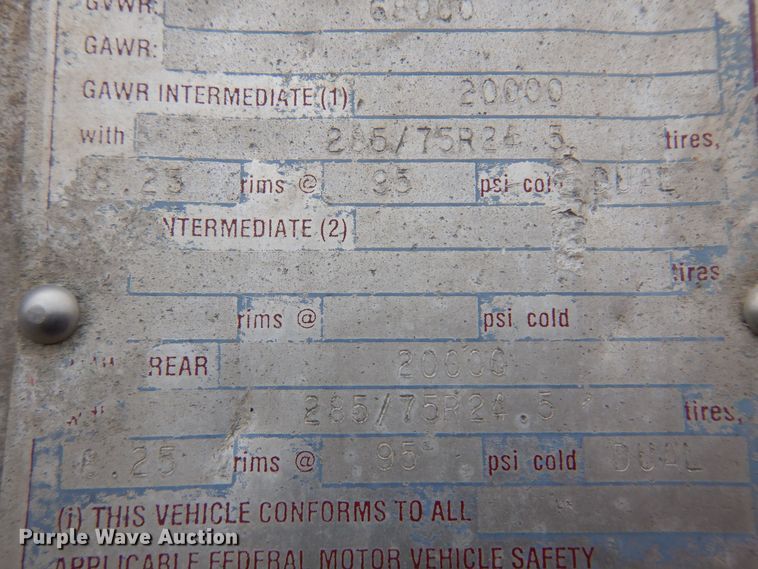 GVWR:
GAWR:
GAWR INTERMEDIATE (1) 20000
with 285/75R24.5 tires,
8.25 rims @ 95 psi cold DUAL
INTERMEDIATE (2)
tires
rims @ psi cold
REAR 20000
285/75R24.5 tires,
8.25 rims @ 95 psi cold DUAL
(i) THIS VEHICLE CONFORMS TO ALL
APPLICABLE FEDERAL MOTOR VEHICLE SAFETY
Purple Wave Auction